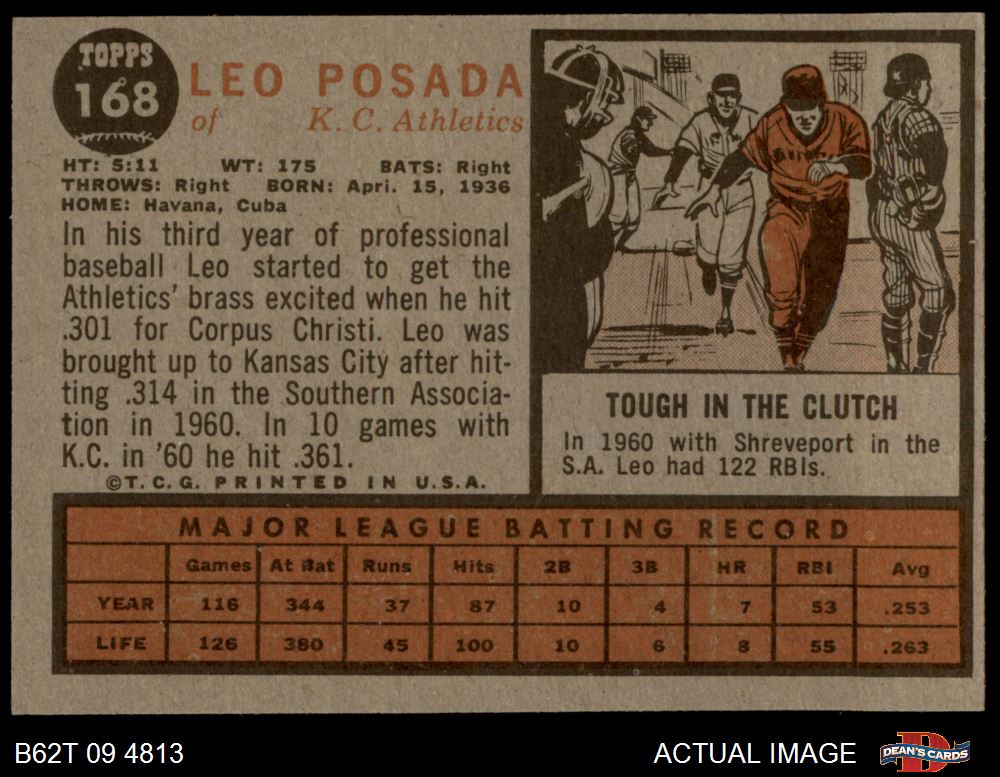 TOPPS
168
LEO POSADA
of K. C. Athletics
HT: 5:11 WT: 175 BATS: Right
THROWS: Right BORN: Apri. 15, 1936
HOME: Havana, Cuba
In his third year of professional
baseball Leo started to get the
Athletics' brass excited when he hit
.301 for Corpus Christi. Leo was
brought up to Kansas City after hit-
ting .314 in the Southern Associa-
tion in 1960. In 10 games with
K.C. in '60 he hit .361.
©T.C.G. PRINTED IN U.S.A.
TOUGH IN THE CLUTCH
In 1960 with Shreveport in the
S.A. Leo had 122 RBIs.
MAJOR LEAGUE BATTING RECORD
Games At Bat Runs Hits 2B 3B HR RBI Avg
YEAR 116 344 37 87 10 4 7 53 .253
LIFE 126 380 45 100 10 6 8 55 .263
B62T 09 4813 ACTUAL IMAGE
DEAN'S CARDS